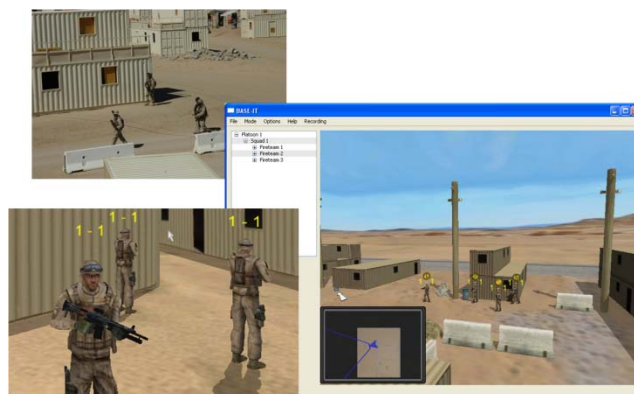 BASE-IT
File Mode Options Help Recording
Platoon 1
Squad 1
Fireteam 1
Fireteam 2
Fireteam 3
1 - 1 1 - 1 1 - 1